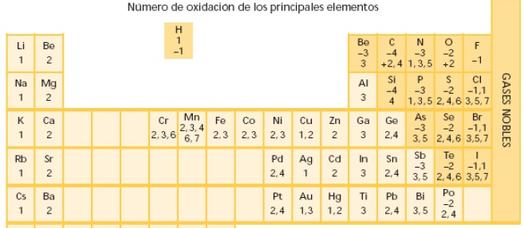 Número de oxidación de los principales elementos
H
1
−1
Li Be Be C N O F
1 2 −3 −4 −3 −2 −1
3 +2,4 1,3,5 +2
Na Mg Al Si P S Cl
1 2 3 −4 −3 −2 −1,1
4 1,3,5 2,4,6 3,5,7
K Ca Cr Mn Fe Co Ni Cu Zn Ga Ge As Se Br
1 2 2,3,6 2,3,4 2,3 2,3 2,3 1,2 2 3 2,4 −3 −2 −1,1
6,7 3,5 2,4,6 3,5,7
Rb Sr Pd Ag Cd In Sn Sb Te I
1 2 2,4 1 2 3 2,4 −3 −2 −1,1
3,5 2,4,6 3,5,7
Cs Ba Pt Au Hg Ti Pb Bi Po
1 2 2,4 1,3 1,2 3 2,4 3,5 −2
2,4
GASES NOBLES